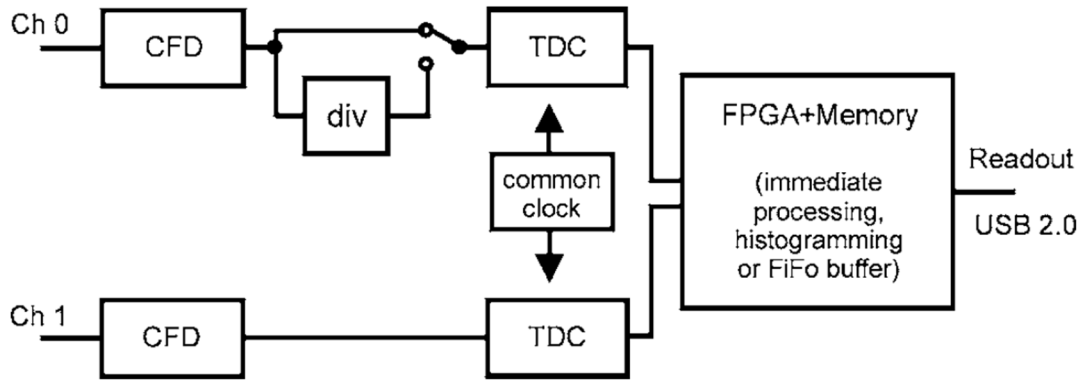 Ch 0
CFD
div
TDC
common
clock
FPGA+Memory
(immediate
processing,
histogramming
or FiFo buffer)
Readout
USB 2.0
Ch 1
CFD
TDC